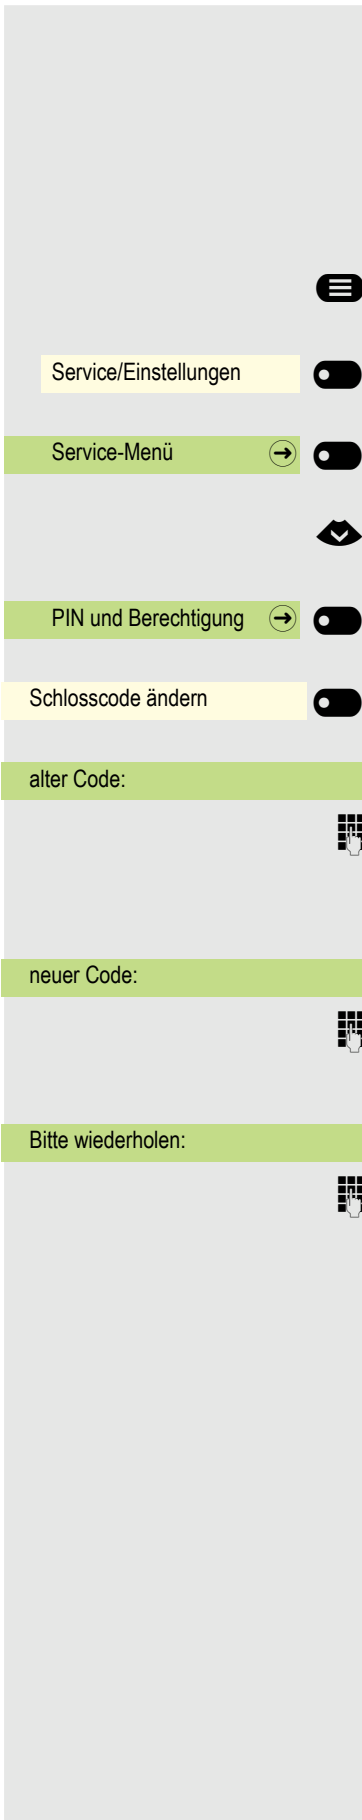 Service/Einstellungen
Service-Menü
PIN und Berechtigung
Schlosscode ändern
alter Code:
neuer Code:
Bitte wiederholen: